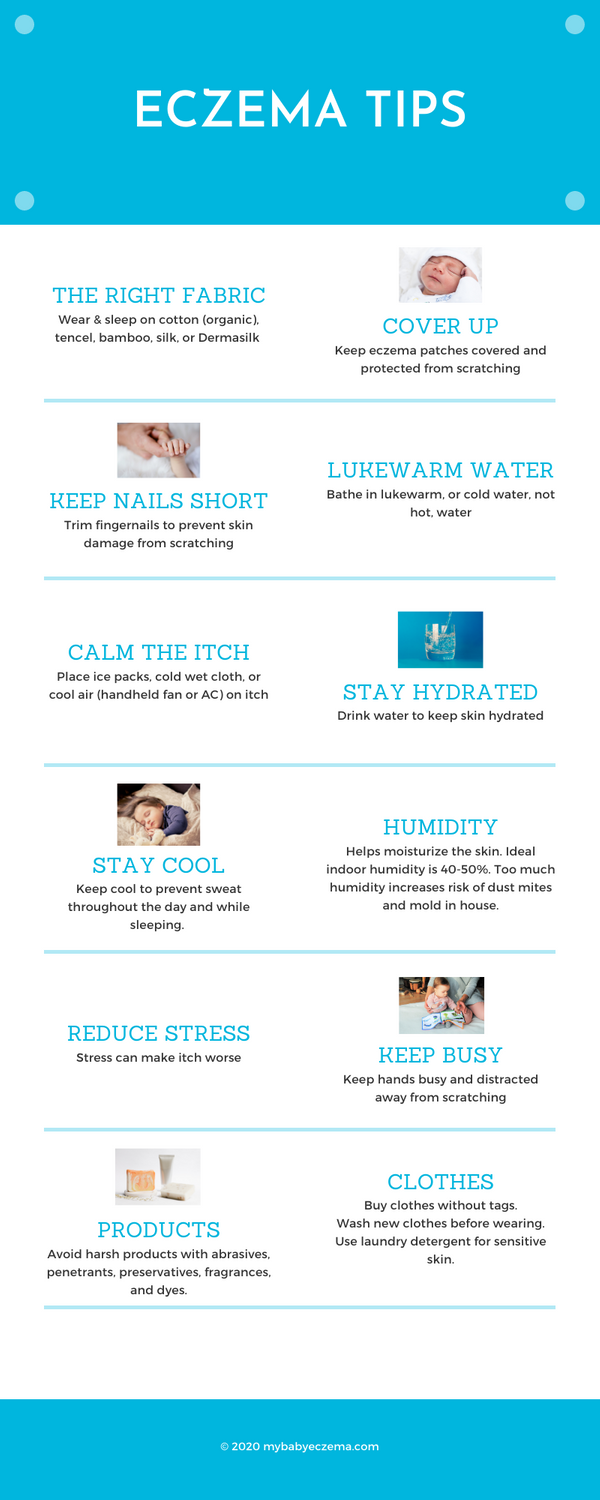 ECZEMA TIPS
THE RIGHT FABRIC
Wear & sleep on cotton (organic),
tencel, bamboo, silk, or Dermasilk
COVER UP
Keep eczema patches covered and
protected from scratching
KEEP NAILS SHORT
Trim fingernails to prevent skin
damage from scratching
LUKEWARM WATER
Bathe in lukewarm, or cold water, not
hot, water
CALM THE ITCH
Place ice packs, cold wet cloth, or
cool air (handheld fan or AC) on itch
STAY HYDRATED
Drink water to keep skin hydrated
STAY COOL
Keep cool to prevent sweat
throughout the day and while
sleeping.
HUMIDITY
Helps moisturize the skin. Ideal
indoor humidity is 40-50%. Too much
humidity increases risk of dust mites
and mold in house.
REDUCE STRESS
Stress can make itch worse
KEEP BUSY
Keep hands busy and distracted
away from scratching
PRODUCTS
Avoid harsh products with abrasives,
penetrants, preservatives, fragrances,
and dyes.
CLOTHES
Buy clothes without tags.
Wash new clothes before wearing.
Use laundry detergent for sensitive
skin.
© 2020 mybabyeczema.com